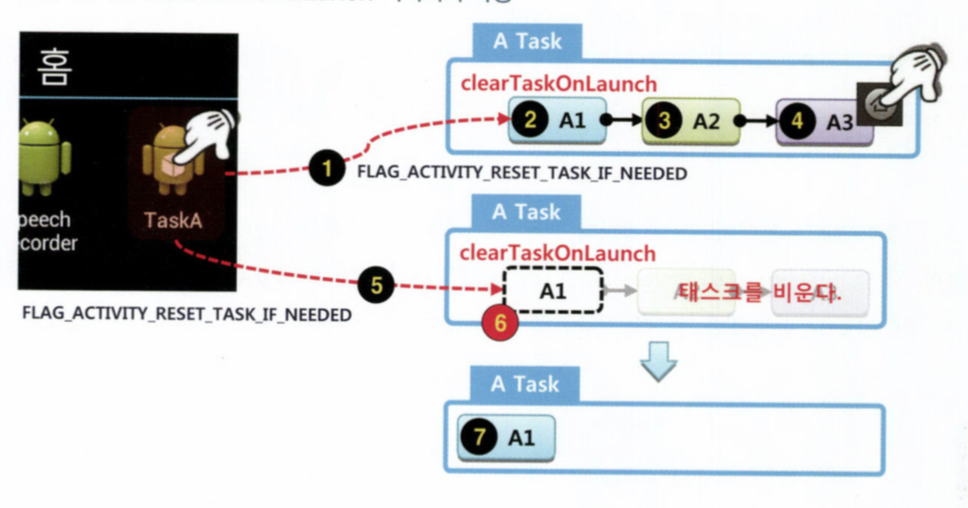 홈
A Task
clearTaskOnLaunch
2 A1
3 A2
4 A3
1
FLAG_ACTIVITY_RESET_TASK_IF_NEEDED
peech
corder
TaskA
A Task
clearTaskOnLaunch
5
A1
태스크를 비운다.
6
FLAG_ACTIVITY_RESET_TASK_IF_NEEDED
A Task
7 A1